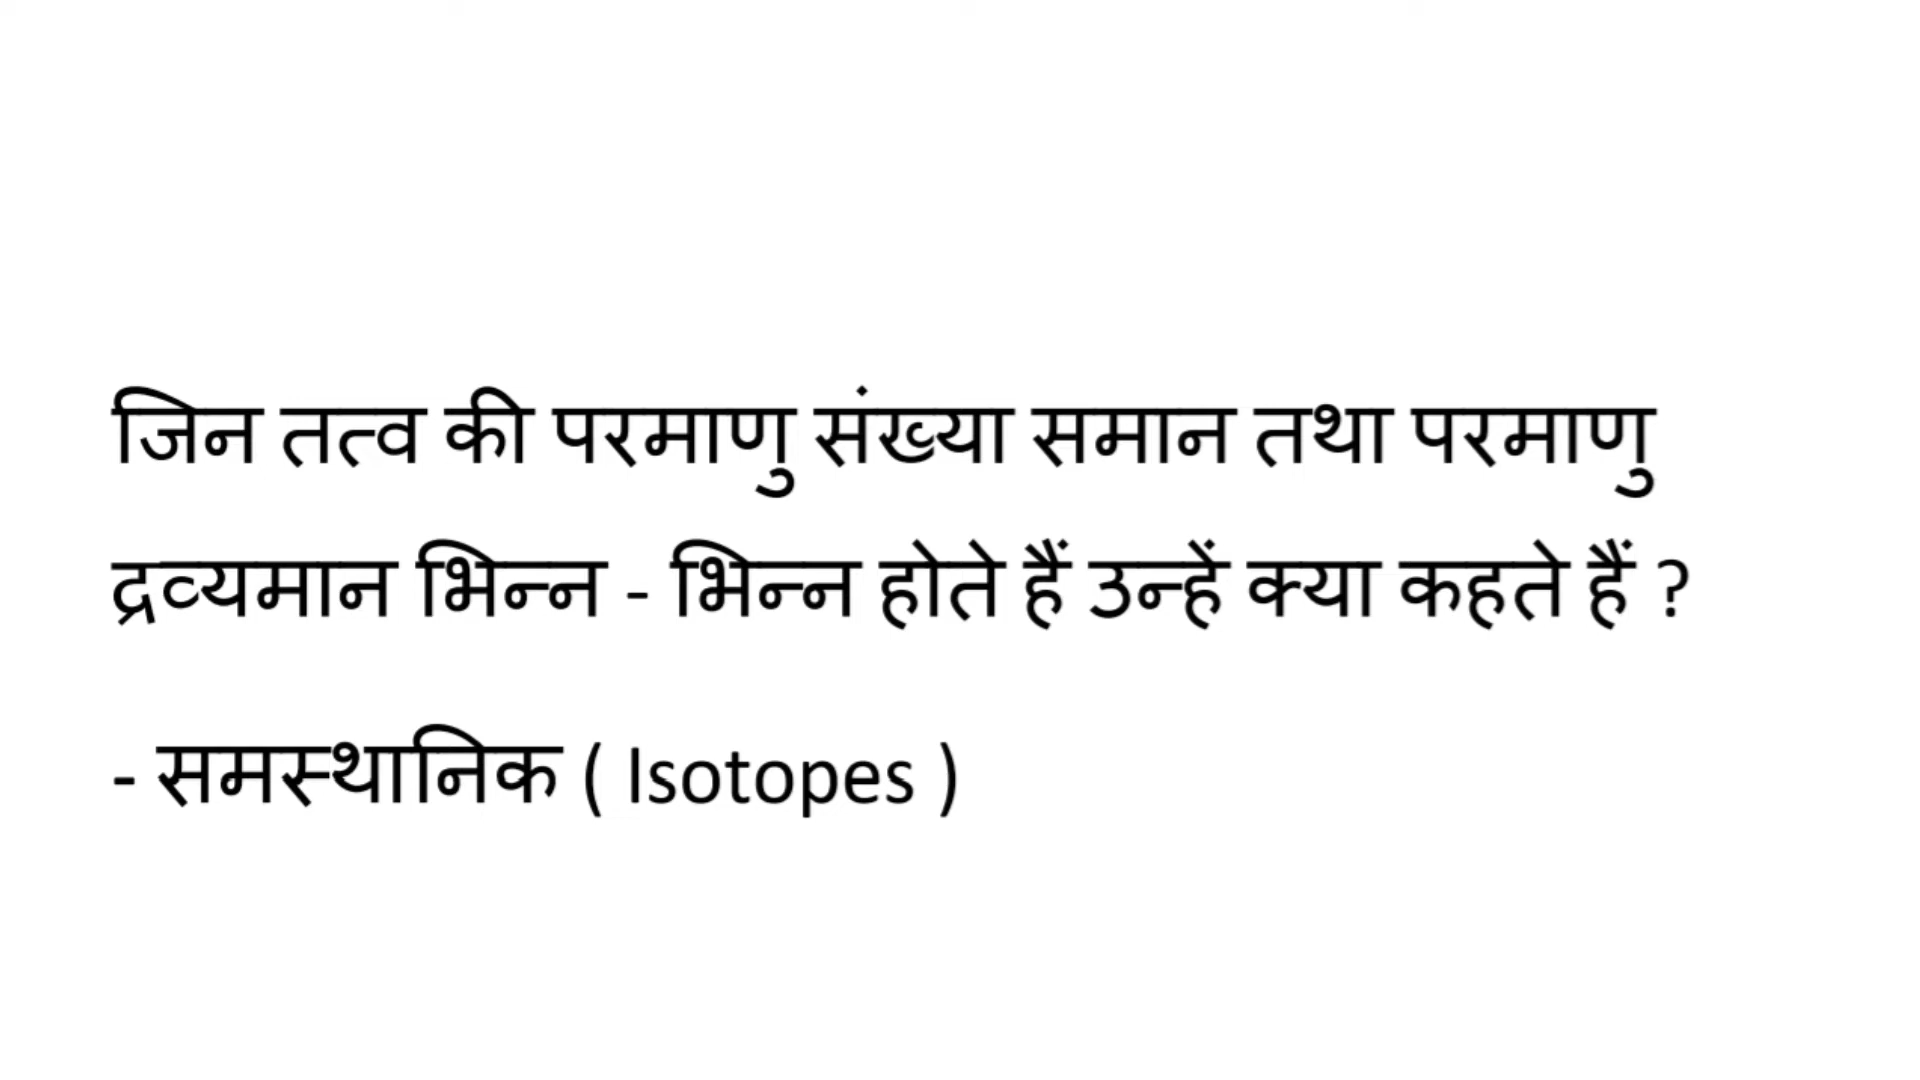 जिन तत्व की परमाणु संख्या समान तथा परमाणु
द्रव्यमान भिन्न - भिन्न होते हैं उन्हें क्या कहते हैं ?
- समस्थानिक ( Isotopes )